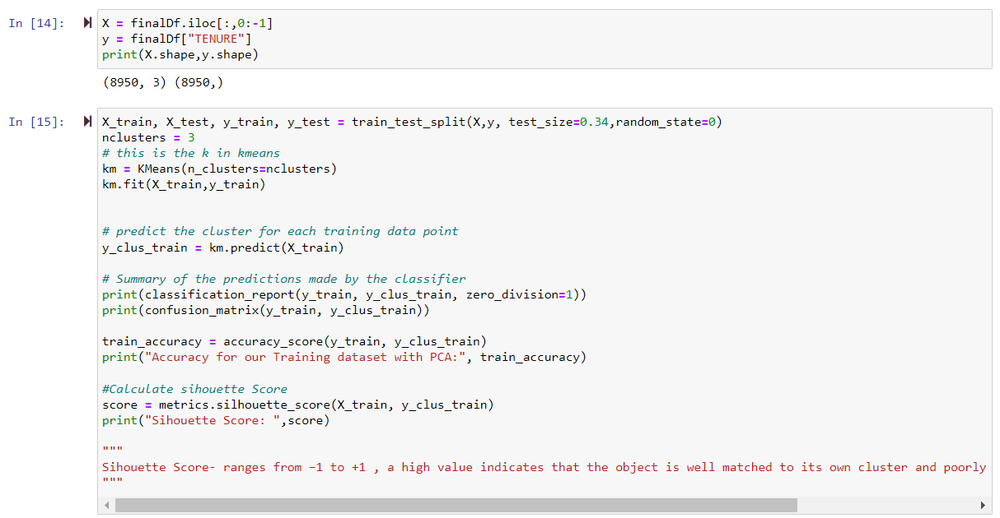 In [14]:
X = finalDf.iloc[:,0:-1]
y = finalDf["TENURE"]
print(X.shape,y.shape)
(8950, 3) (8950,)
In [15]:
X_train, X_test, y_train, y_test = train_test_split(X,y, test_size=0.34,random_state=0)
nclusters = 3
# this is the k in kmeans
km = KMeans(n_clusters=nclusters)
km.fit(X_train,y_train)
# predict the cluster for each training data point
y_clus_train = km.predict(X_train)
# Summary of the predictions made by the classifier
print(classification_report(y_train, y_clus_train, zero_division=1))
print(confusion_matrix(y_train, y_clus_train))
train_accuracy = accuracy_score(y_train, y_clus_train)
print("Accuracy for our Training dataset with PCA:", train_accuracy)
#Calculate sihouette Score
score = metrics.silhouette_score(X_train, y_clus_train)
print("Sihouette Score: ",score)
"""
Sihouette Score- ranges from −1 to +1 , a high value indicates that the object is well matched to its own cluster and poorly
"""